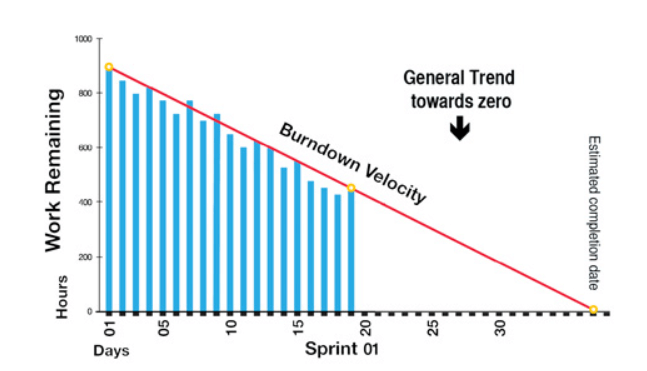 1000
800
600
400
200
0
Work Remaining
Hours
General Trend
towards zero
Burndown Velocity
Estimated completion date
01
05
10
15
20
25
30
Days
Sprint 01